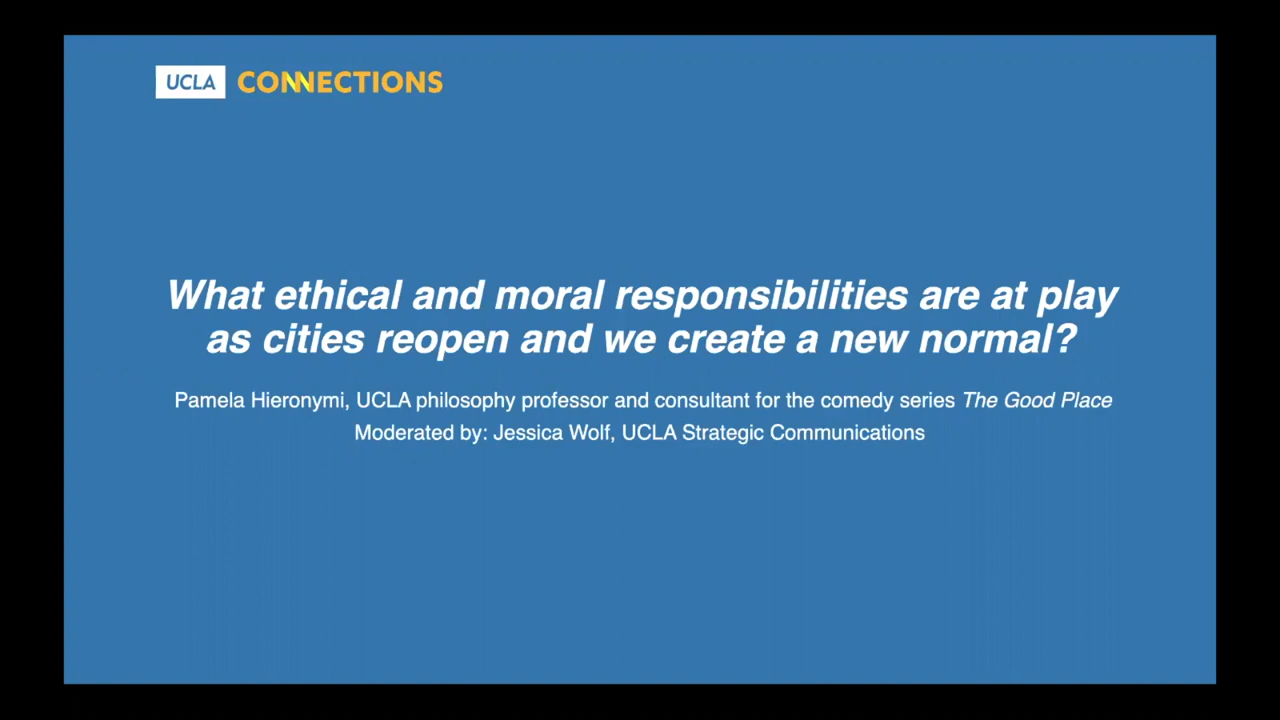 UCLA CONNECTIONS
What ethical and moral responsibilities are at play
as cities reopen and we create a new normal?
Pamela Hieronymi, UCLA philosophy professor and consultant for the comedy series The Good Place
Moderated by: Jessica Wolf, UCLA Strategic Communications